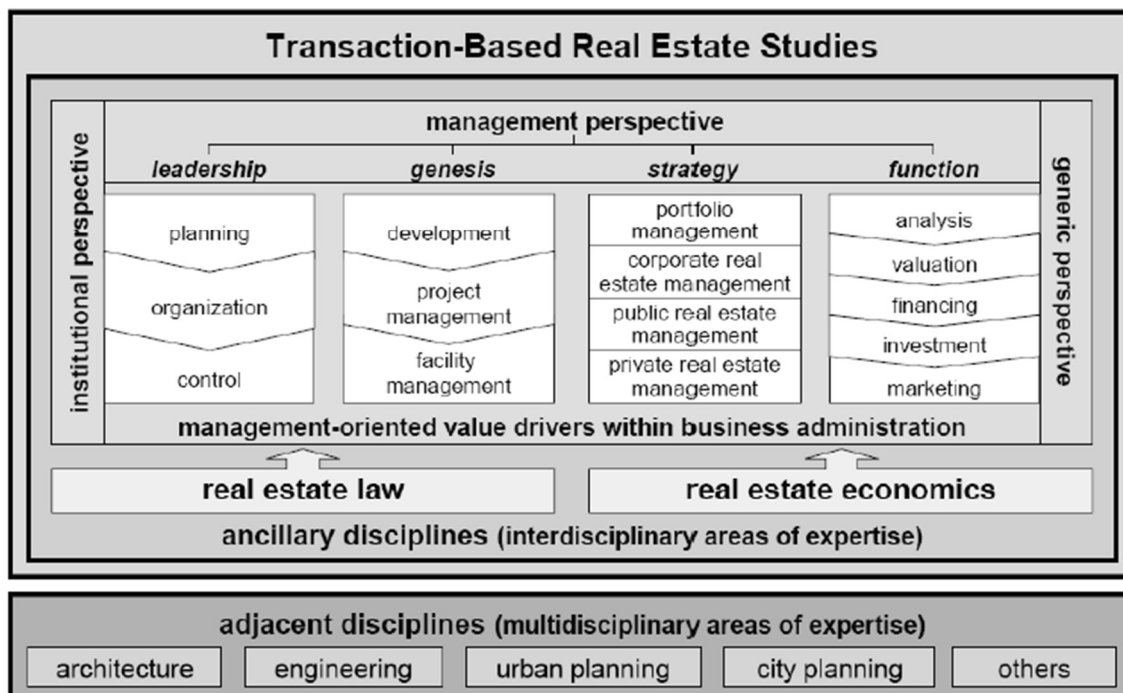 Transaction-Based Real Estate Studies
institutional perspective
management perspective
leadership
genesis
strategy
function
planning
organization
control
development
project
management
facility
management
portfolio
management
corporate real
estate management
public real estate
management
private real estate
management
analysis
valuation
financing
investment
marketing
generic perspective
management-oriented value drivers within business administration
real estate law
real estate economics
ancillary disciplines (interdisciplinary areas of expertise)
adjacent disciplines (multidisciplinary areas of expertise)
architecture
engineering
urban planning
city planning
others